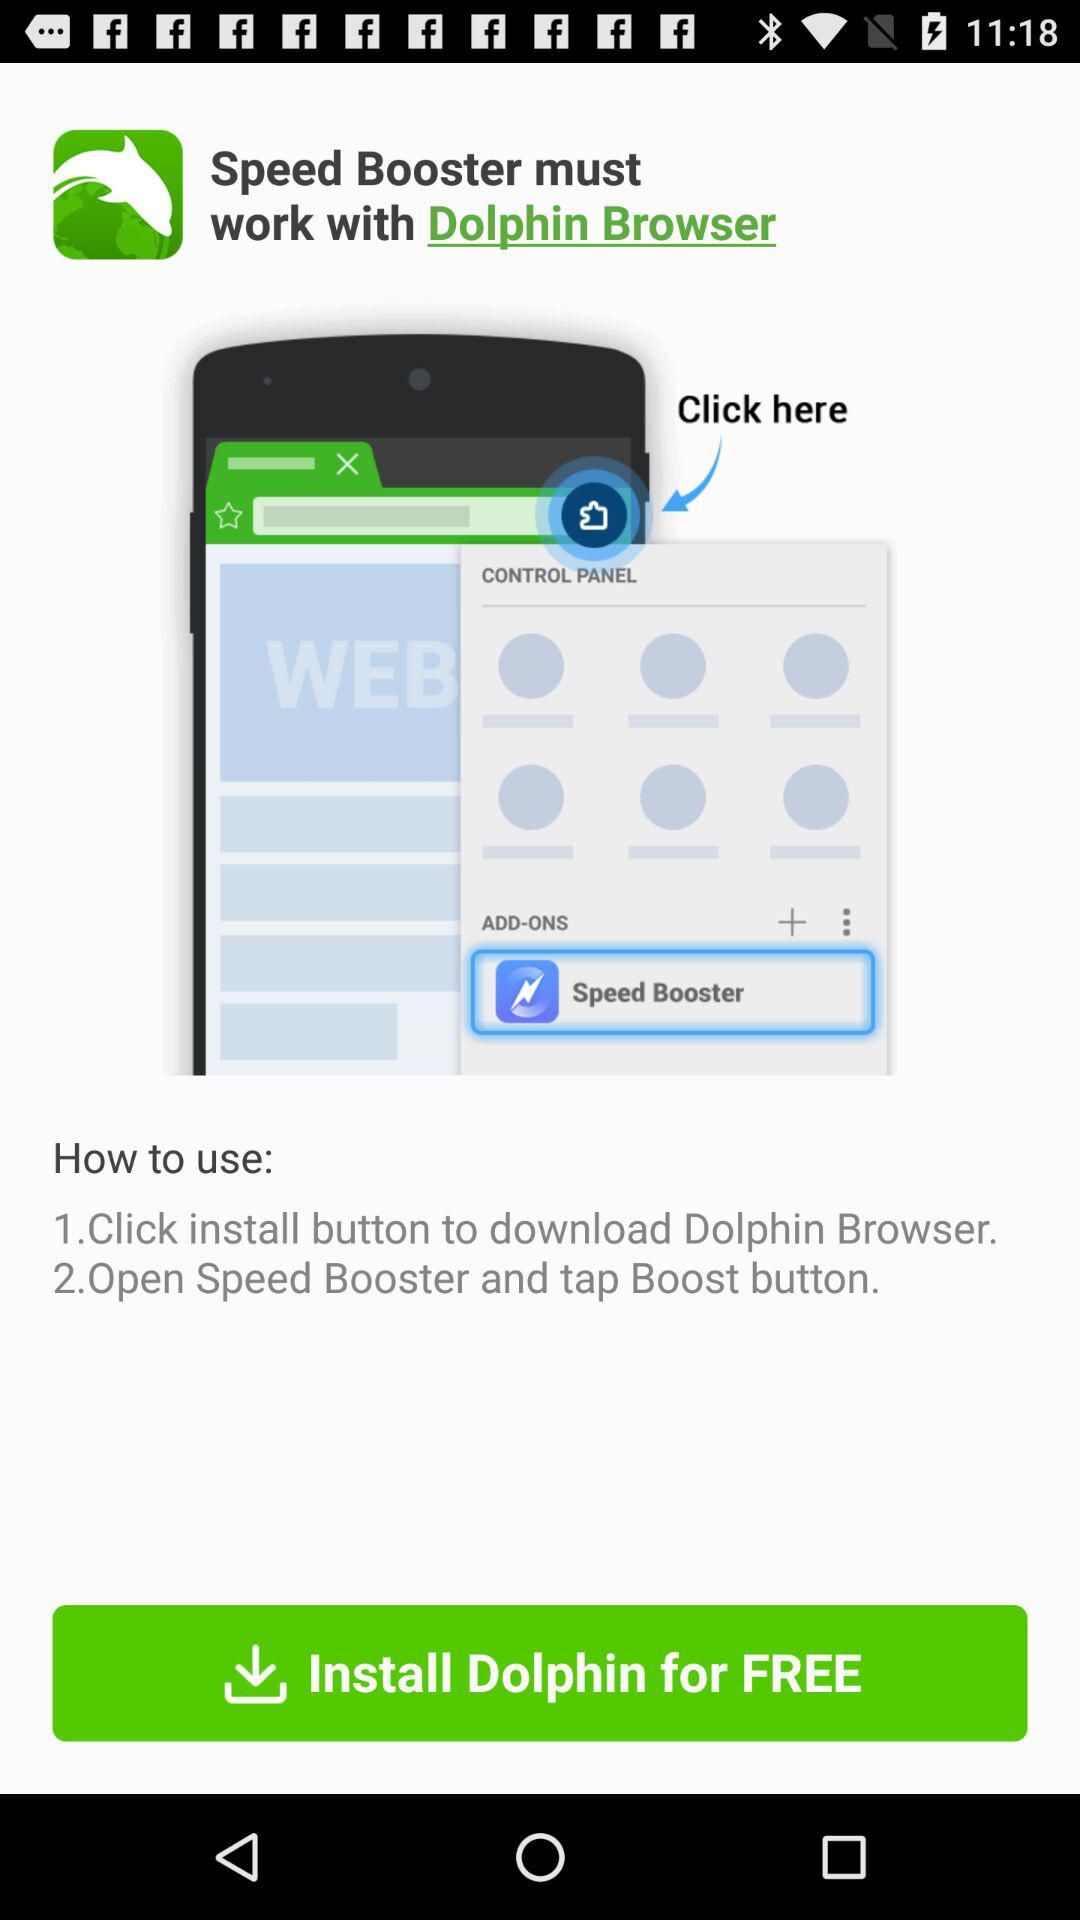 11:18
Speed Booster must
work with Dolphin Browser
Click here
CONTROL PANEL
WEB
ADD-ONS
Speed Booster
How to use:
1.Click install button to download Dolphin Browser.
2.Open Speed Booster and tap Boost button.
Install Dolphin for FREE